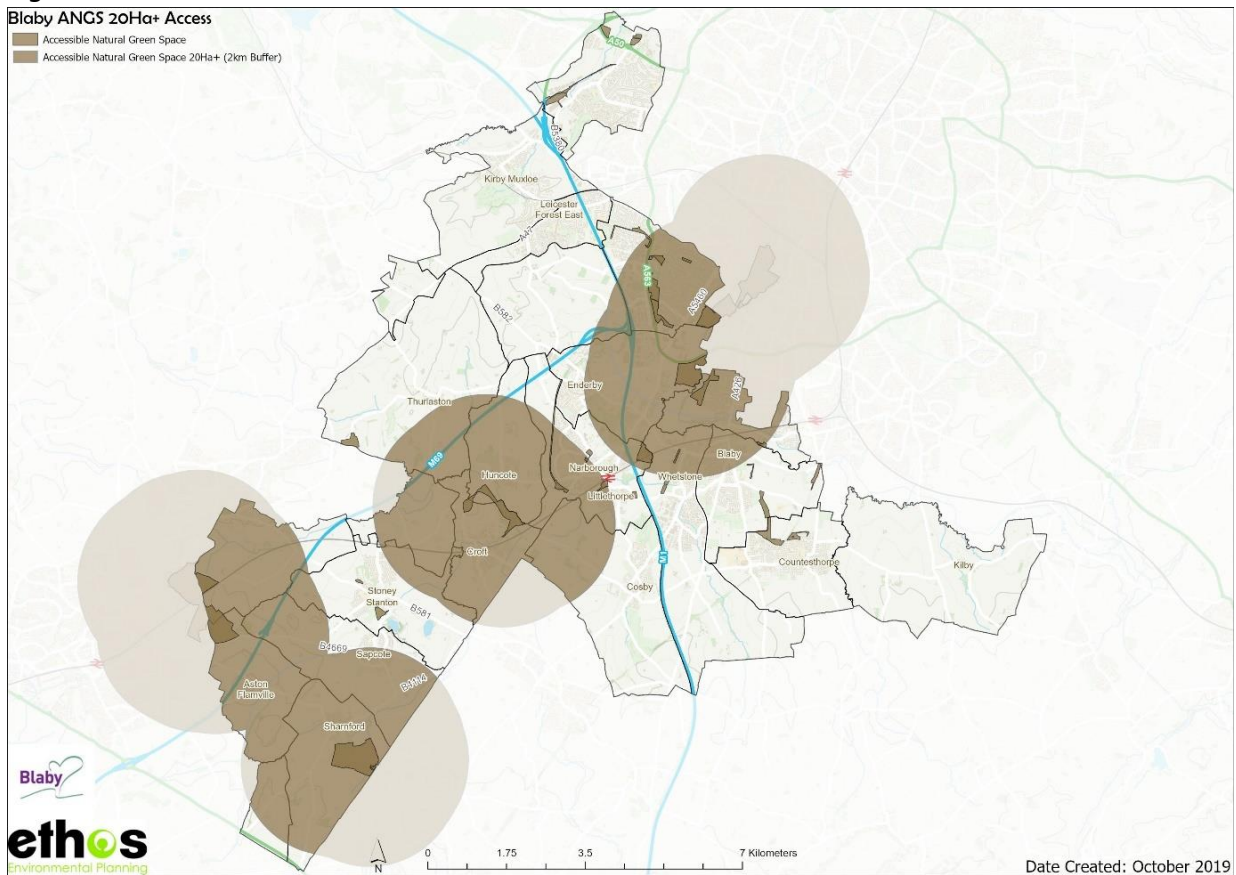 Blaby ANGS 20Ha+ Access
Accessible Natural Green Space
Accessible Natural Green Space 20Ha+ (2km Buffer)
A50
B5380
Kirby Muxloe
Leicester
Forest East
A47
A563
A5460
B582
Enderby
A426
Thurlaston
M69
Blaby
Huncote
Narborough
Whetstone
Littlethorpe
Croft
M1
Countesthorpe
Kilby
Cosby
Stoney
Stanton
B581
B4669
Sapcote
B4114
Aston
Flamville
Sharnford
Blaby
ethos
Environmental Planning
N
0 1.75 3.5 7 Kilometers
Date Created: October 2019